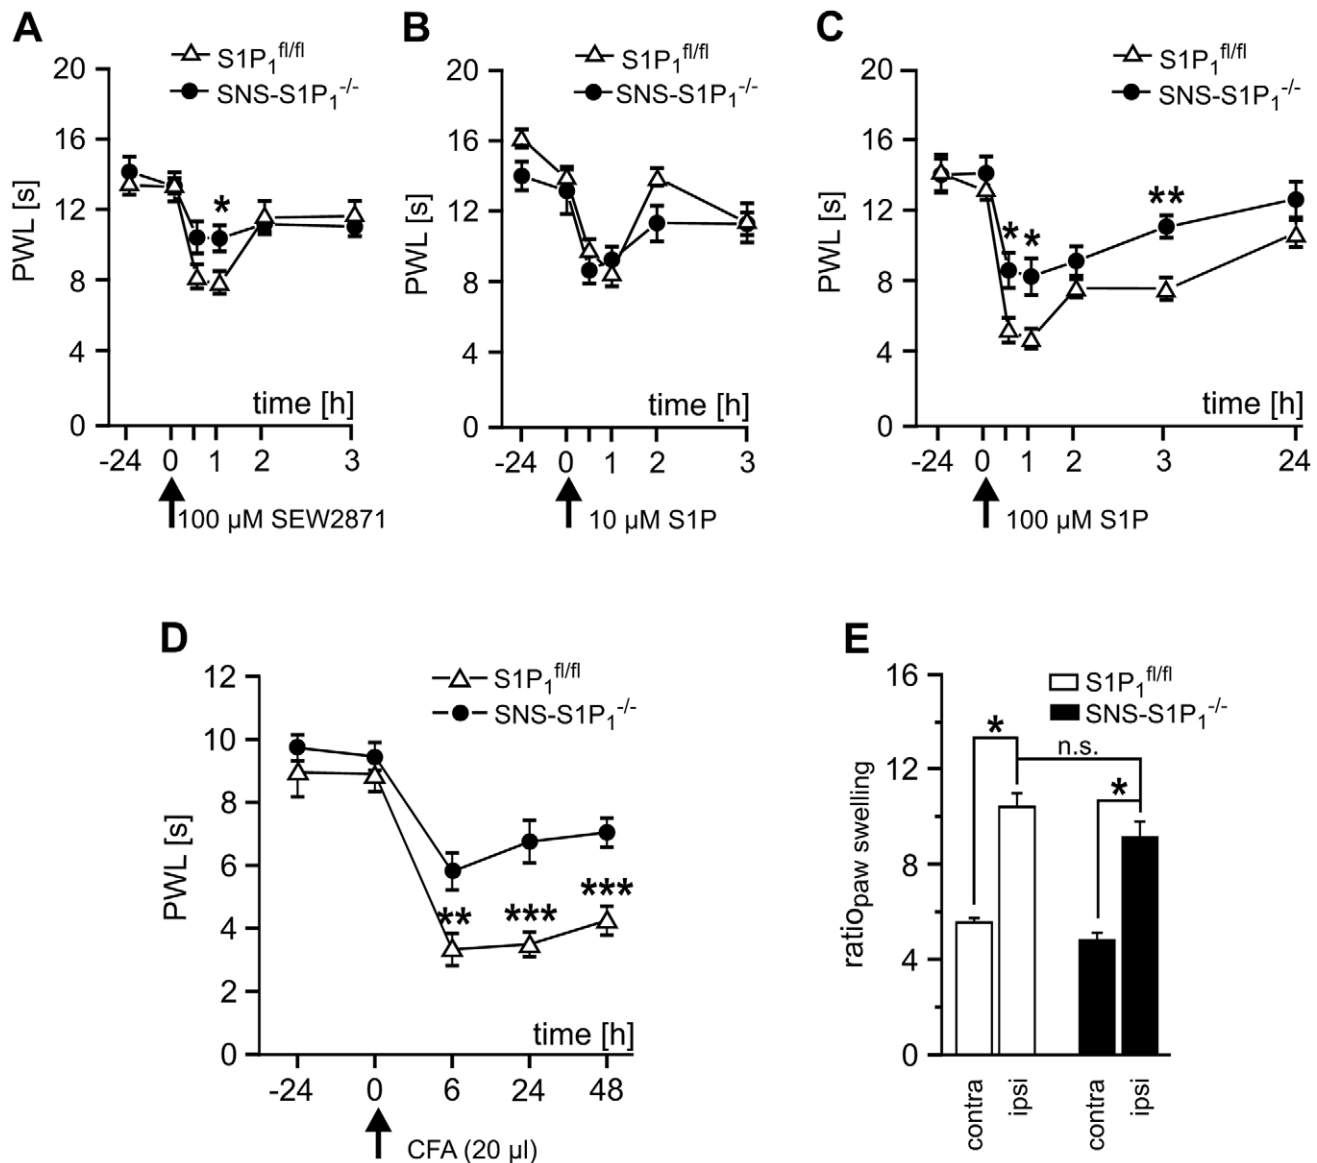 A
S1P1fl/fl
SNS-S1P1-/-
20
16
12
8
4
0
PWL [s]
*
time [h]
-24 0 1 2 3
100 µM SEW2871
B
S1P1fl/fl
SNS-S1P1-/-
20
16
12
8
4
0
PWL [s]
time [h]
-24 0 1 2 3
10 µM S1P
C
S1P1fl/fl
SNS-S1P1-/-
20
16
12
8
4
0
PWL [s]
* * **
time [h]
-24 0 1 2 3 24
100 µM S1P
D
S1P1fl/fl
SNS-S1P1-/-
12
10
8
6
4
2
0
PWL [s]
** *** ***
time [h]
-24 0 6 24 48
CFA (20 µl)
E
S1P1fl/fl
SNS-S1P1-/-
16
12
8
4
0
ratiopaw swelling
*
n.s.
*
contra
ipsi
contra
ipsi